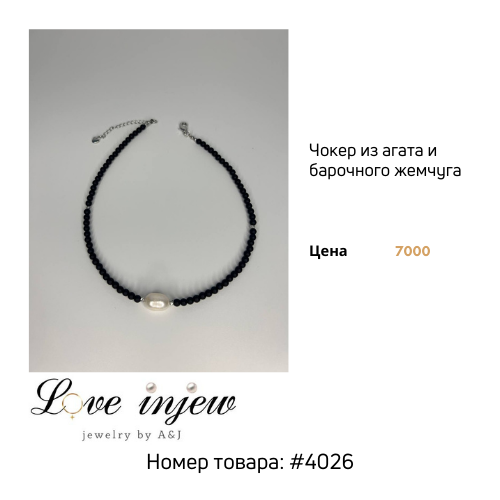 Чокер из агата и
барочного жемчуга
Цена 7000
Love injew
jewelry by A&J
Номер товара: #4026